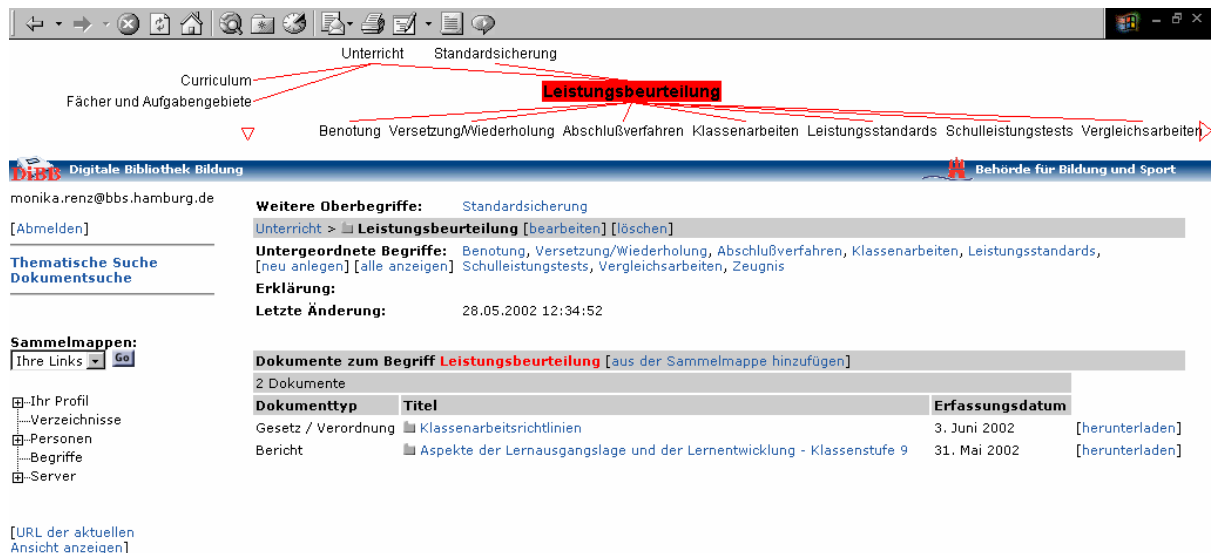 Unterricht Standardsicherung
Curriculum
Leistungsbeurteilung
Fächer und Aufgabengebiete
Benotung Versetzung/Wiederholung Abschlußverfahren Klassenarbeiten Leistungsstandards Schulleistungstests Vergleichsarbeiten
DiBB Digitale Bibliothek Bildung Behörde für Bildung und Sport
monika.renz@bbs.hamburg.de
[Abmelden]
Thematische Suche
Dokumentsuche
Sammelmappen:
Ihre Links Go
Ihr Profil
Verzeichnisse
Personen
Begriffe
Server
[URL der aktuellen
Ansicht anzeigen]
Weitere Oberbegriffe: Standardsicherung
Unterricht > Leistungsbeurteilung [bearbeiten] [löschen]
Untergeordnete Begriffe: Benotung, Versetzung/Wiederholung, Abschlußverfahren, Klassenarbeiten, Leistungsstandards,
[neu anlegen] [alle anzeigen] Schulleistungstests, Vergleichsarbeiten, Zeugnis
Erklärung:
Letzte Änderung: 28.05.2002 12:34:52
Dokumente zum Begriff Leistungsbeurteilung [aus der Sammelmappe hinzufügen]
2 Dokumente
Dokumenttyp Titel Erfassungsdatum
Gesetz / Verordnung Klassenarbeitsrichtlinien 3. Juni 2002 [herunterladen]
Bericht Aspekte der Lernausgangslage und der Lernentwicklung - Klassenstufe 9 31. Mai 2002 [herunterladen]